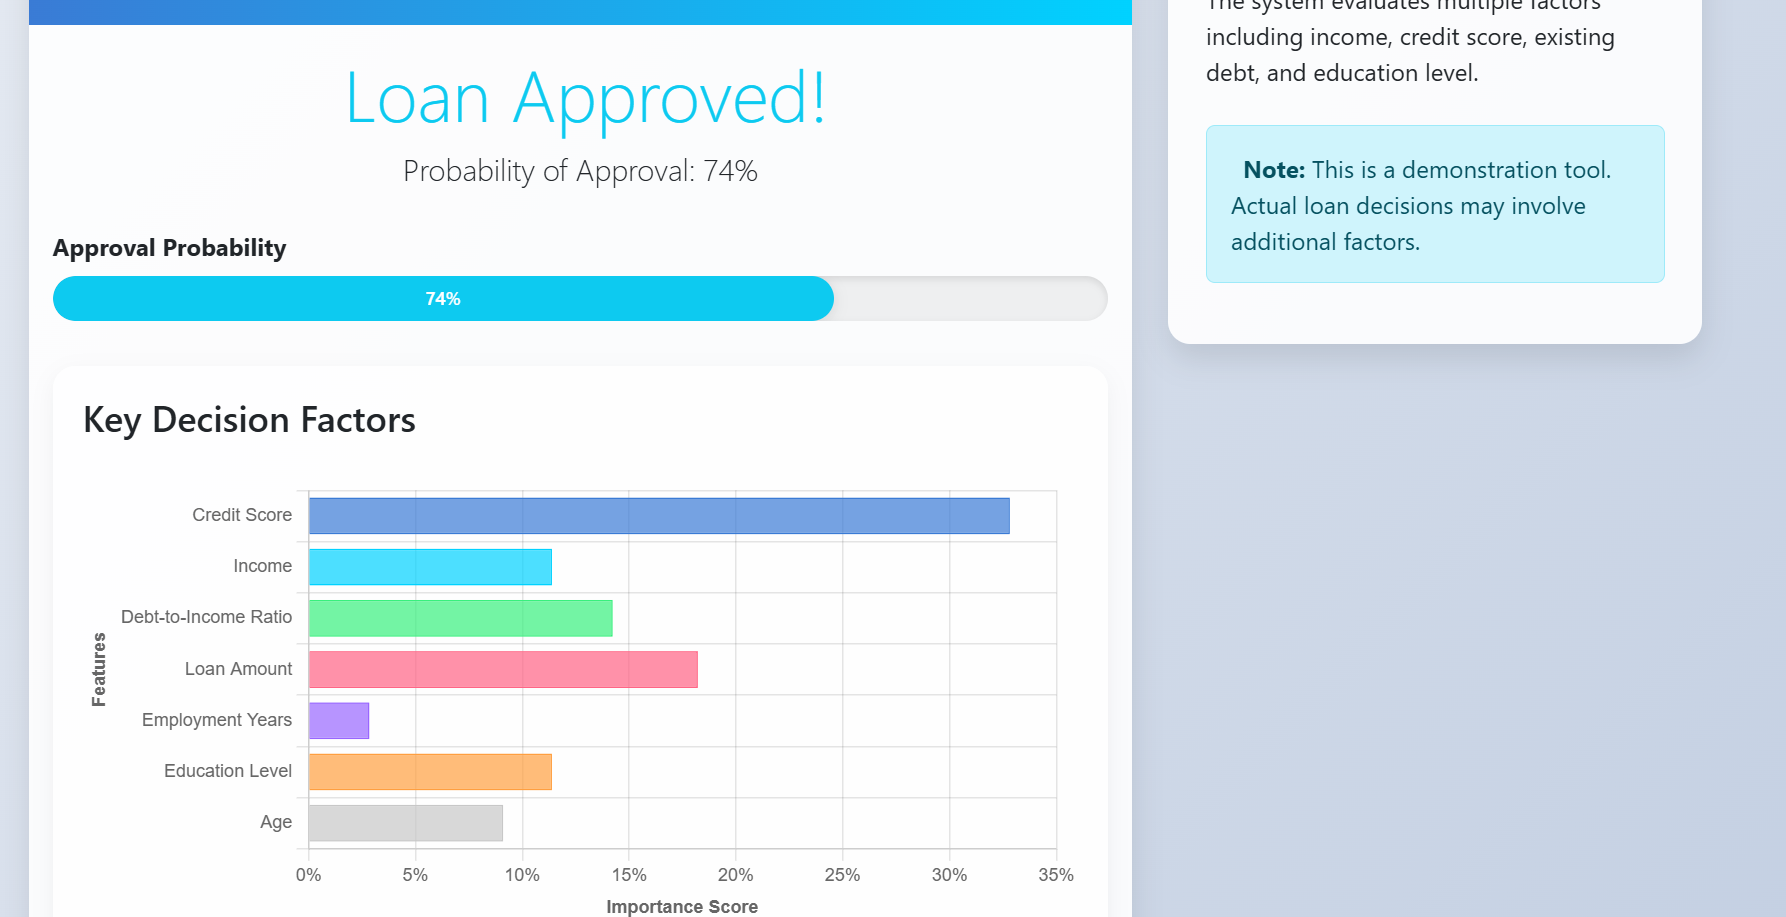 Loan Approved!
Probability of Approval: 74%
Approval Probability
74%
Key Decision Factors
Features
Credit Score
Income
Debt-to-Income Ratio
Loan Amount
Employment Years
Education Level
Age
0% 5% 10% 15% 20% 25% 30% 35%
Importance Score
The system evaluates multiple factors
including income, credit score, existing
debt, and education level.
Note: This is a demonstration tool.
Actual loan decisions may involve
additional factors.